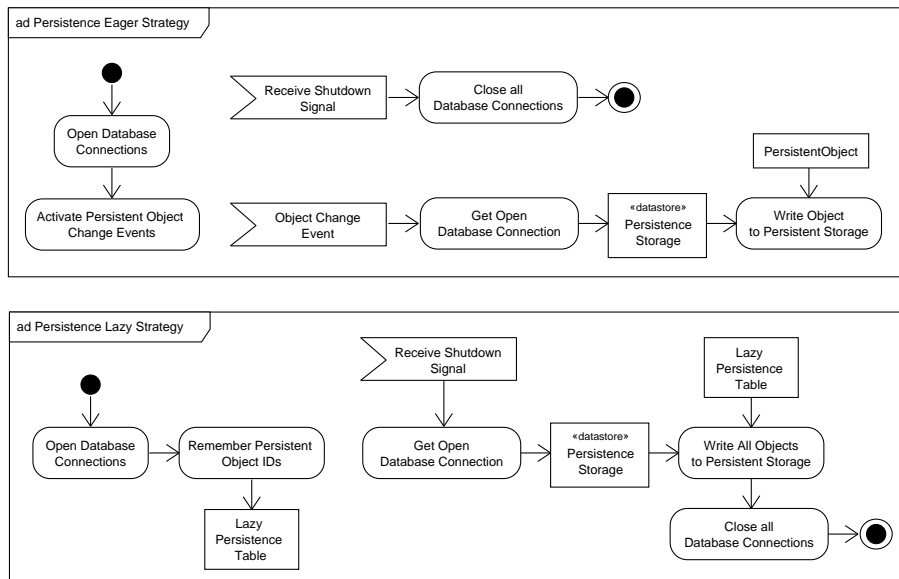 ad Persistence Eager Strategy
Receive Shutdown
Signal
Close all
Database Connections
Open Database
Connections
PersistentObject
Activate Persistent Object
Change Events
Object Change
Event
Get Open
Database Connection
«datastore»
Persistence
Storage
Write Object
to Persistent Storage
ad Persistence Lazy Strategy
Receive Shutdown
Signal
Lazy
Persistence
Table
Open Database
Connections
Remember Persistent
Object IDs
Get Open
Database Connection
«datastore»
Persistence
Storage
Write All Objects
to Persistent Storage
Lazy
Persistence
Table
Close all
Database Connections